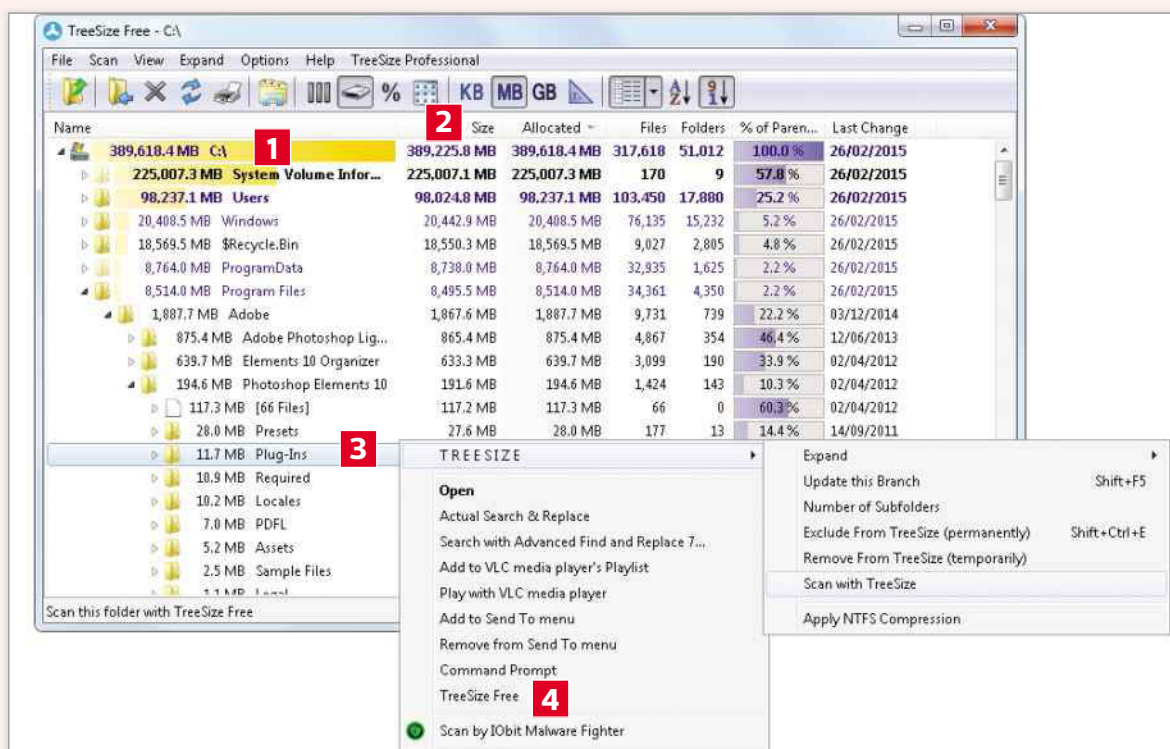 TreeSize Free - C:\
File Scan View Expand Options Help TreeSize Professional
% KB MB GB
Name Size Allocated Files Folders % of Paren... Last Change
389,618.4 MB C:\ 389,225.8 MB 389,618.4 MB 317,618 51,012 100.0 % 26/02/2015
225,007.3 MB System Volume Infor... 225,007.1 MB 225,007.3 MB 170 9 57.8 % 26/02/2015
98,237.1 MB Users 98,024.8 MB 98,237.1 MB 103,450 17,880 25.2 % 26/02/2015
20,408.5 MB Windows 20,442.9 MB 20,408.5 MB 76,135 15,232 5.2 % 26/02/2015
18,569.5 MB $Recycle.Bin 18,550.3 MB 18,569.5 MB 9,027 2,805 4.8 % 26/02/2015
8,764.0 MB ProgramData 8,738.0 MB 8,764.0 MB 32,935 1,625 2.2 % 26/02/2015
8,514.0 MB Program Files 8,495.5 MB 8,514.0 MB 34,361 4,350 2.2 % 26/02/2015
1,887.7 MB Adobe 1,867.6 MB 1,887.7 MB 9,731 739 22.2 % 03/12/2014
875.4 MB Adobe Photoshop Lig... 865.4 MB 875.4 MB 4,867 354 46.4 % 12/06/2013
639.7 MB Elements 10 Organizer 633.3 MB 639.7 MB 3,099 190 33.9 % 02/04/2012
194.6 MB Photoshop Elements 10 191.6 MB 194.6 MB 1,424 143 10.3 % 02/04/2012
117.3 MB [66 Files] 117.2 MB 117.3 MB 66 0 60.3 % 02/04/2012
28.0 MB Presets 27.6 MB 28.0 MB 177 13 14.4 % 14/09/2011
11.7 MB Plug-Ins
10.9 MB Required
10.2 MB Locales
7.0 MB PDFL
5.2 MB Assets
2.5 MB Sample Files
1.1 MB Legal
Scan this folder with TreeSize Free
1
2
3
TREESIZE
Open
Actual Search & Replace
Search with Advanced Find and Replace 7...
Add to VLC media player's Playlist
Play with VLC media player
Add to Send To menu
Remove from Send To menu
Command Prompt
TreeSize Free
4
Scan by IObit Malware Fighter
Expand
Update this Branch Shift+F5
Number of Subfolders
Exclude From TreeSize (permanently) Shift+Ctrl+E
Remove From TreeSize (temporarily)
Scan with TreeSize
Apply NTFS Compression